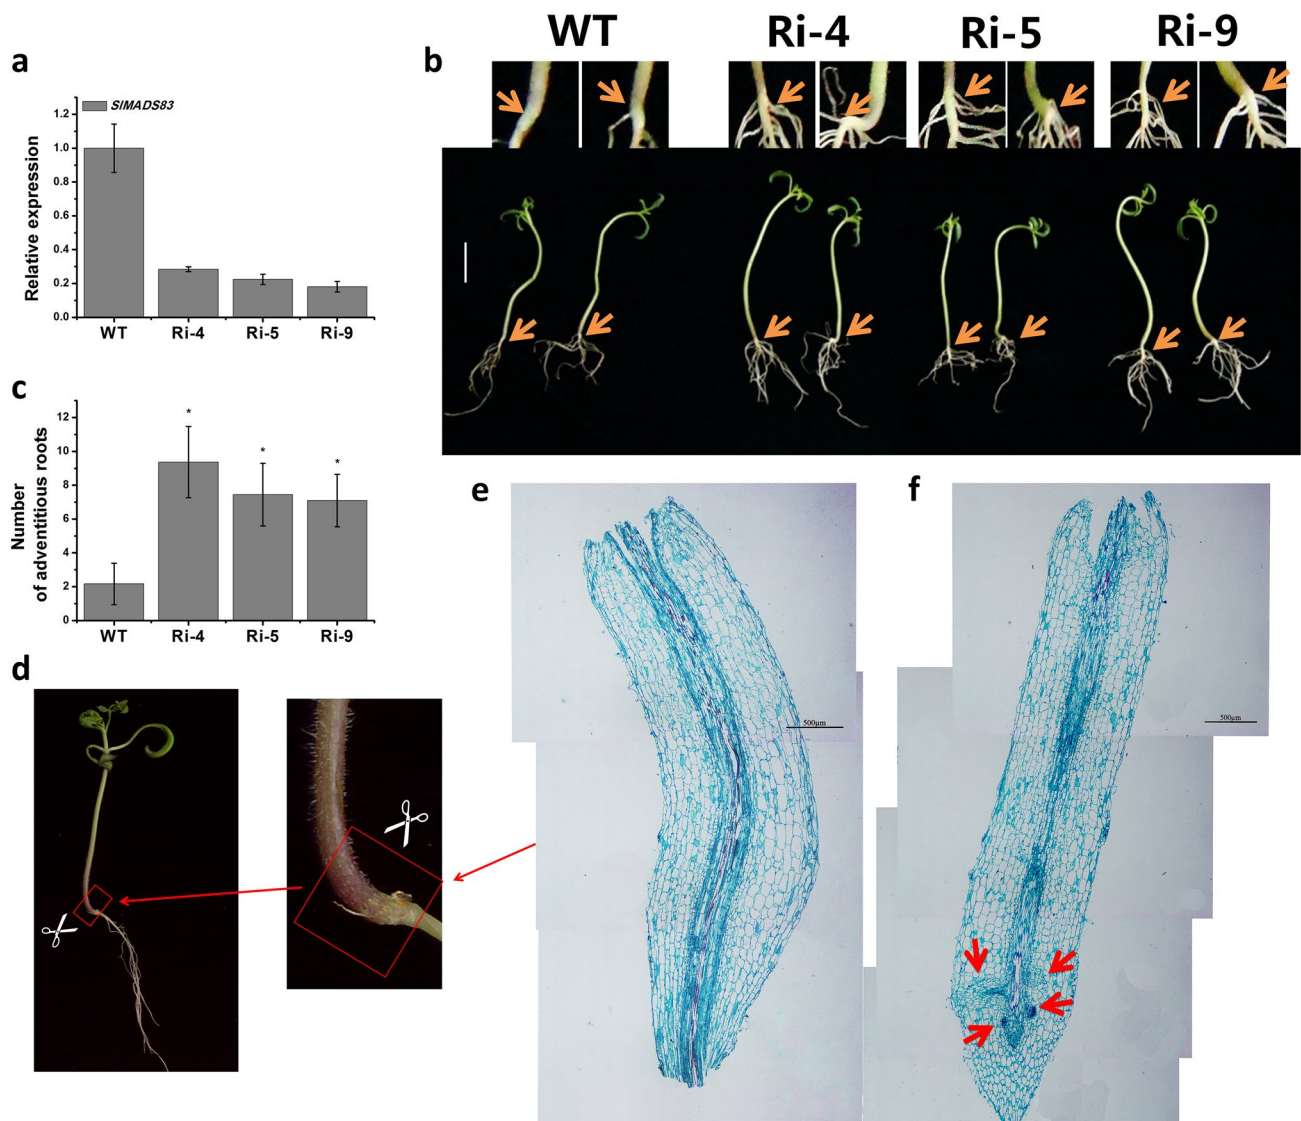 WT Ri-4 Ri-5 Ri-9
a
b
SlMADS83
Relative expression
1.2
1.0
0.8
0.6
0.4
0.2
0.0
WT Ri-4 Ri-5 Ri-9
c
Number
of adventitious roots
12
10
8
6
4
2
0
* * *
WT Ri-4 Ri-5 Ri-9
d
e
500μm
f
500μm